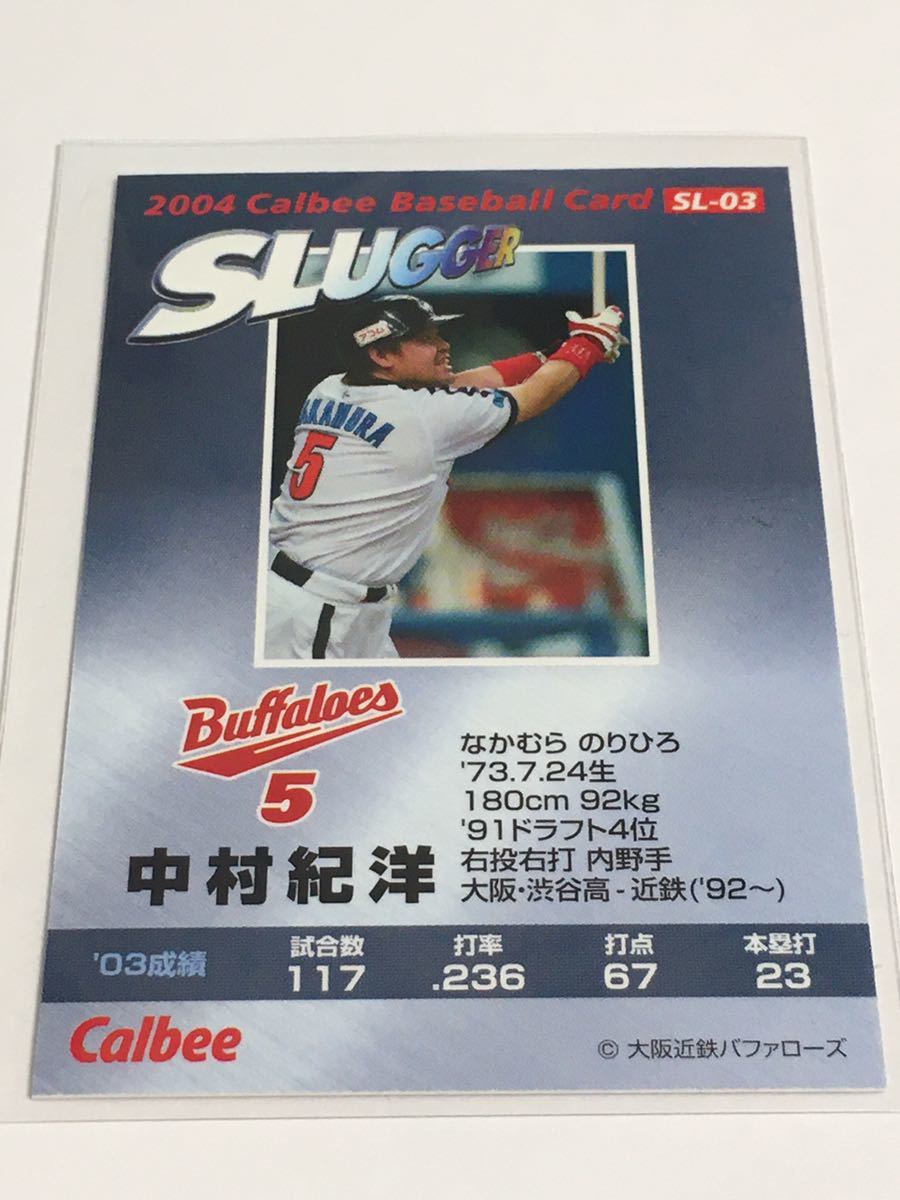 2004 Calbee Baseball Card SL-03
SLUGGER
アコム
AKAMURA
5
Buffaloes
5
中村紀洋
なかむら のりひろ
'73.7.24生
180cm 92kg
'91ドラフト4位
右投右打 内野手
大阪・渋谷高 - 近鉄('92～)
'03成績
試合数 打率 打点 本塁打
117 .236 67 23
Calbee
© 大阪近鉄バファローズ